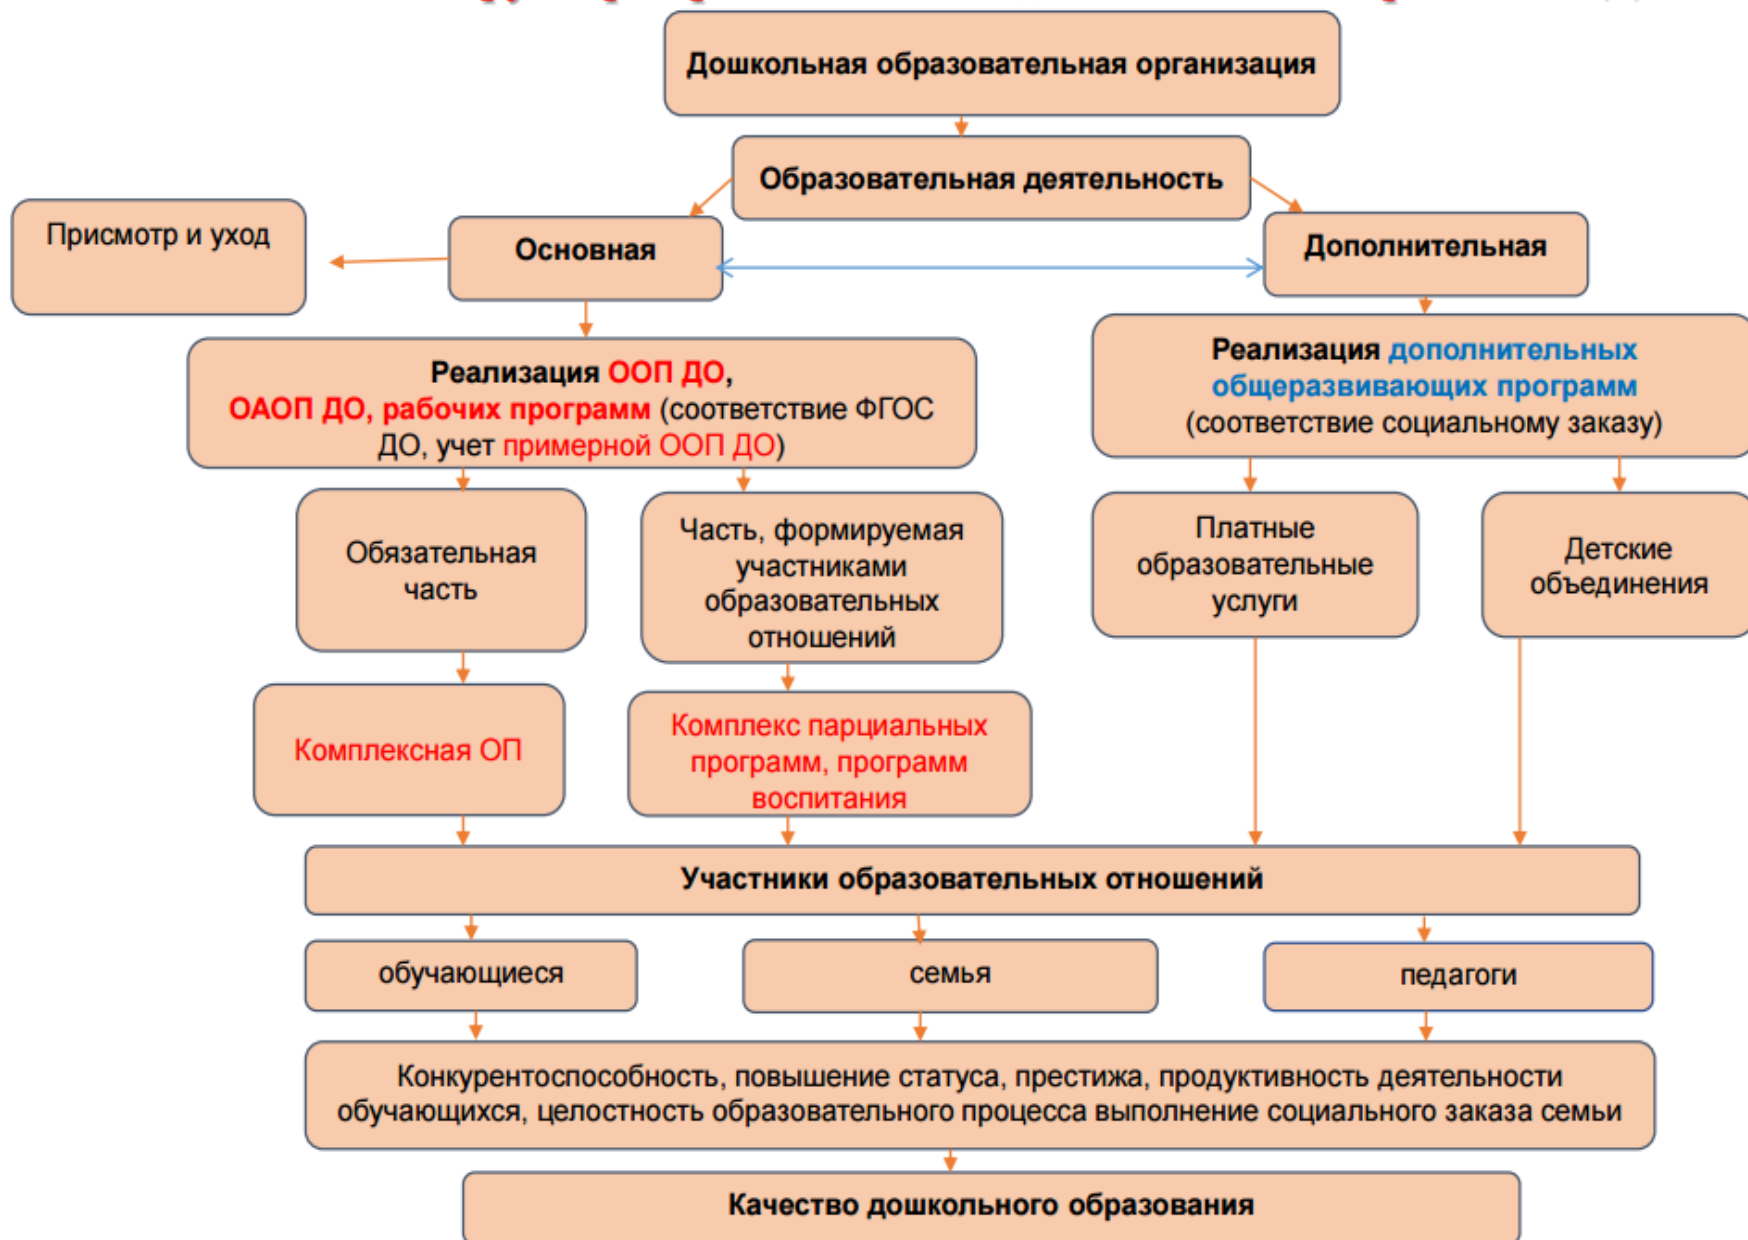 Дошкольная образовательная организация
Образовательная деятельность
Присмотр и уход
Основная
Дополнительная
Реализация ООП ДО,
ОАОП ДО, рабочих программ (соответствие ФГОС
ДО, учет примерной ООП ДО)
Реализация дополнительных
общеразвивающих программ
(соответствие социальному заказу)
Обязательная
часть
Часть, формируемая
участниками
образовательных
отношений
Платные
образовательные
услуги
Детские
объединения
Комплексная ОП
Комплекс парциальных
программ, программ
воспитания
Участники образовательных отношений
обучающиеся
семья
педагоги
Конкурентоспособность, повышение статуса, престижа, продуктивность деятельности
обучающихся, целостность образовательного процесса выполнение социального заказа семьи
Качество дошкольного образования